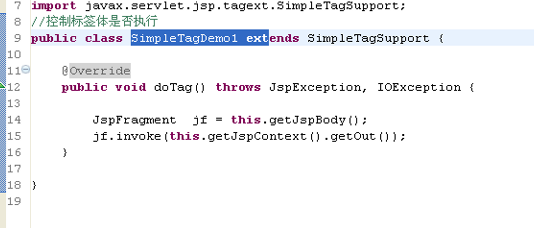 7 import javax.servlet.jsp.tagext.SimpleTagSupport;
8 //控制标签体是否执行
9 public class SimpleTagDemo1 extends SimpleTagSupport {
10
11 @Override
12 public void doTag() throws JspException, IOException {
13
14 JspFragment jf = this.getJspBody();
15 jf.invoke(this.getJspContext().getOut());
16 }
17
18 }
19